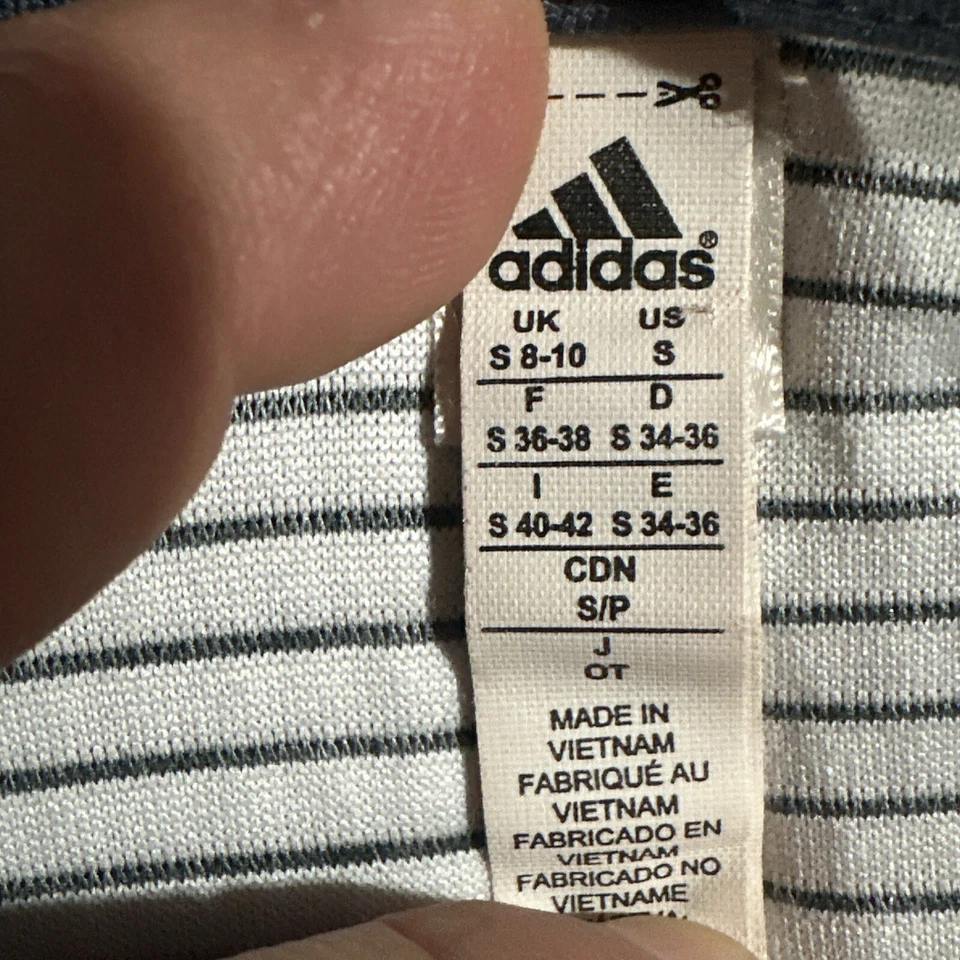 adidas®
UK US
S 8-10 S
F D
S 36-38 S 34-36
I E
S 40-42 S 34-36
CDN
S/P
J
OT
MADE IN
VIETNAM
FABRIQUÉ AU
VIETNAM
FABRICADO EN
VIETNAM
FABRICADO NO
VIETNAME